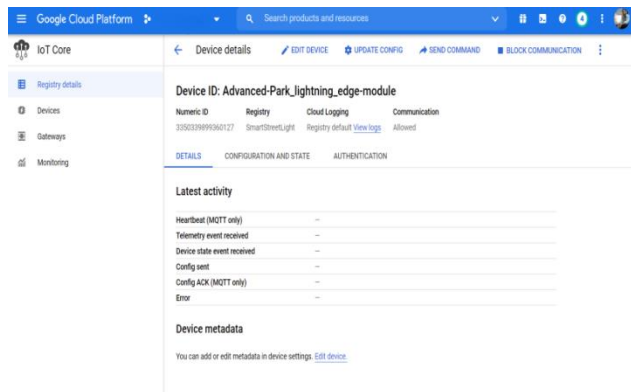 Google Cloud Platform
Search products and resources
4
IoT Core
Device details
EDIT DEVICE
UPDATE CONFIG
SEND COMMAND
BLOCK COMMUNICATION
Registry details
Devices
Gateways
Monitoring
Device ID: Advanced-Park_lightning_edge-module
Numeric ID Registry Cloud Logging Communication
3350339899360127 SmartStreetLight Registry default View logs Allowed
DETAILS CONFIGURATION AND STATE AUTHENTICATION
Latest activity
Heartbeat (MQTT only) —
Telemetry event received —
Device state event received —
Config sent —
Config ACK (MQTT only) —
Error —
Device metadata
You can add or edit metadata in device settings. Edit device.